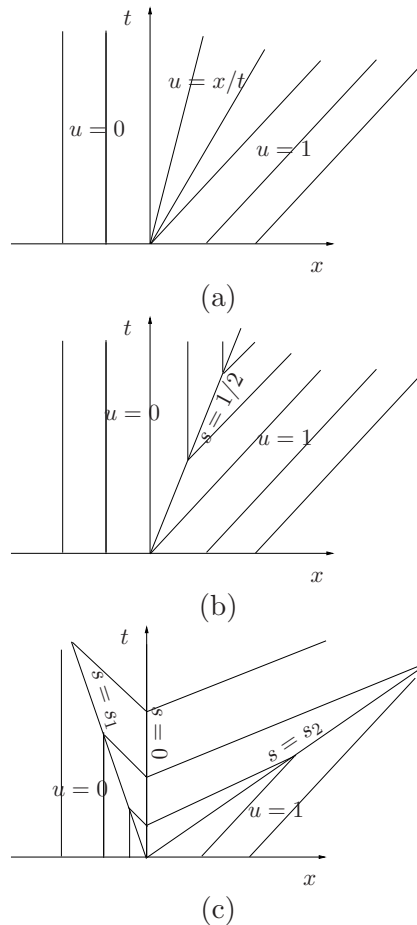 t
u = x/t
u = 0
u = 1
x
(a)
t
u = 0
s = 1/2
u = 1
x
(b)
t
s = s₁
s = 0
s = s₂
u = 0
u = 1
x
(c)